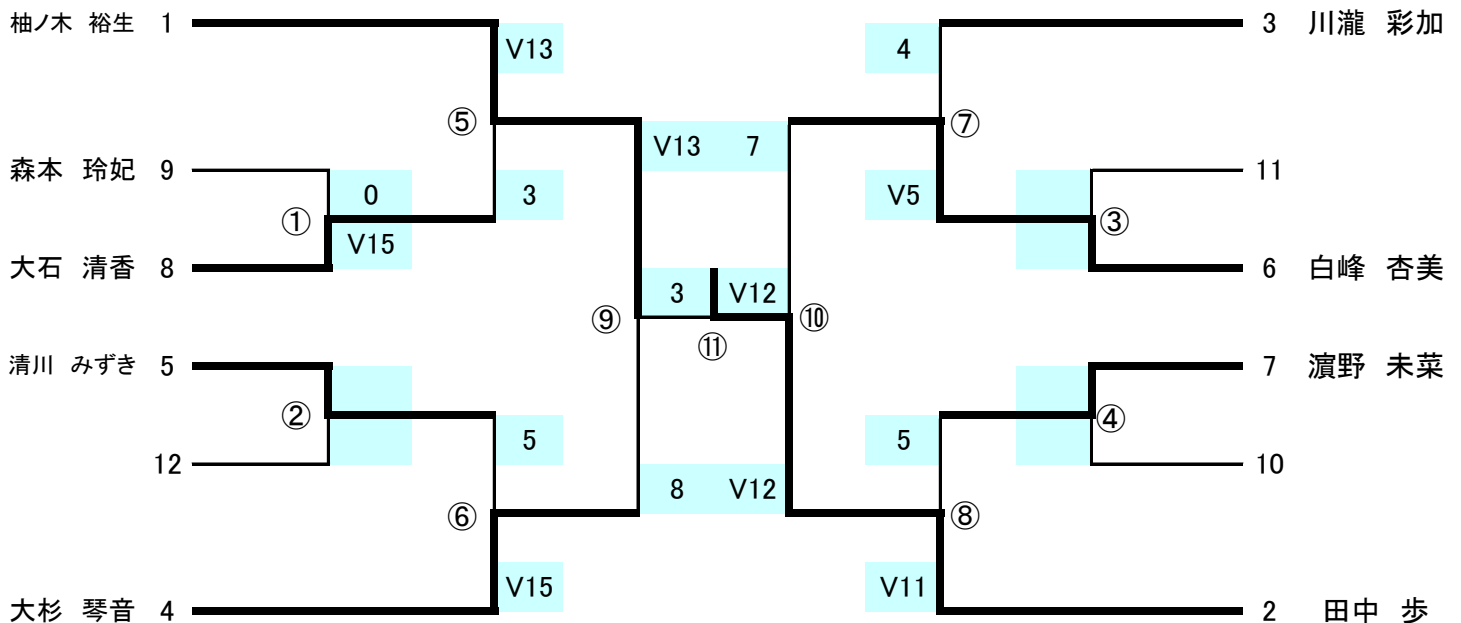 柚ノ木 裕生 1 V13 4 3 川瀧 彩加
⑤ V13 7 ⑦
森本 玲妃 9 0 3 V5 11
① V15 ③
大石 清香 8 3 V12 6 白峰 杏美
⑨ ⑪ ⑩
清川 みずき 5 7 濵野 未菜
② 5 5 ④
12 8 V12 10
⑥ ⑧
V15 V11
大杉 琴音 4 2 田中 歩